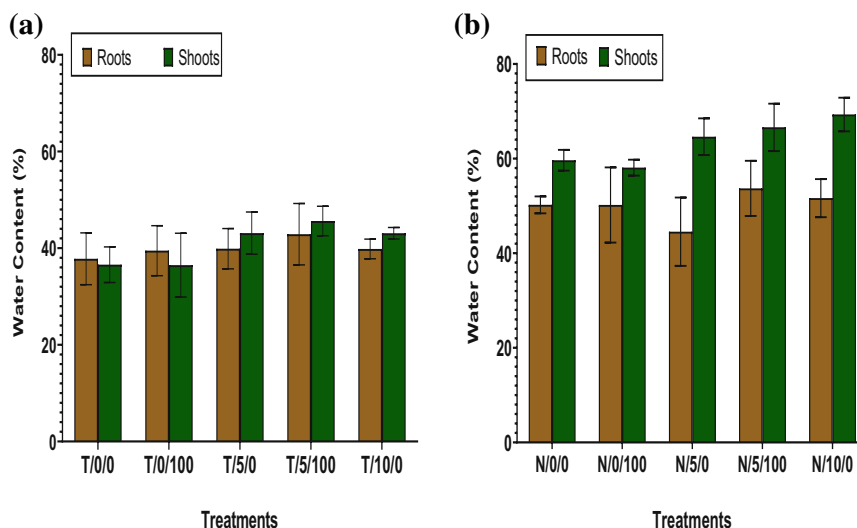 (a)
Roots Shoots
Water Content (%)
80
60
40
20
0
T/0/0 T/0/100 T/5/0 T/5/100 T/10/0
Treatments
(b)
Roots Shoots
Water Content (%)
80
60
40
20
0
N/0/0 N/0/100 N/5/0 N/5/100 N/10/0
Treatments